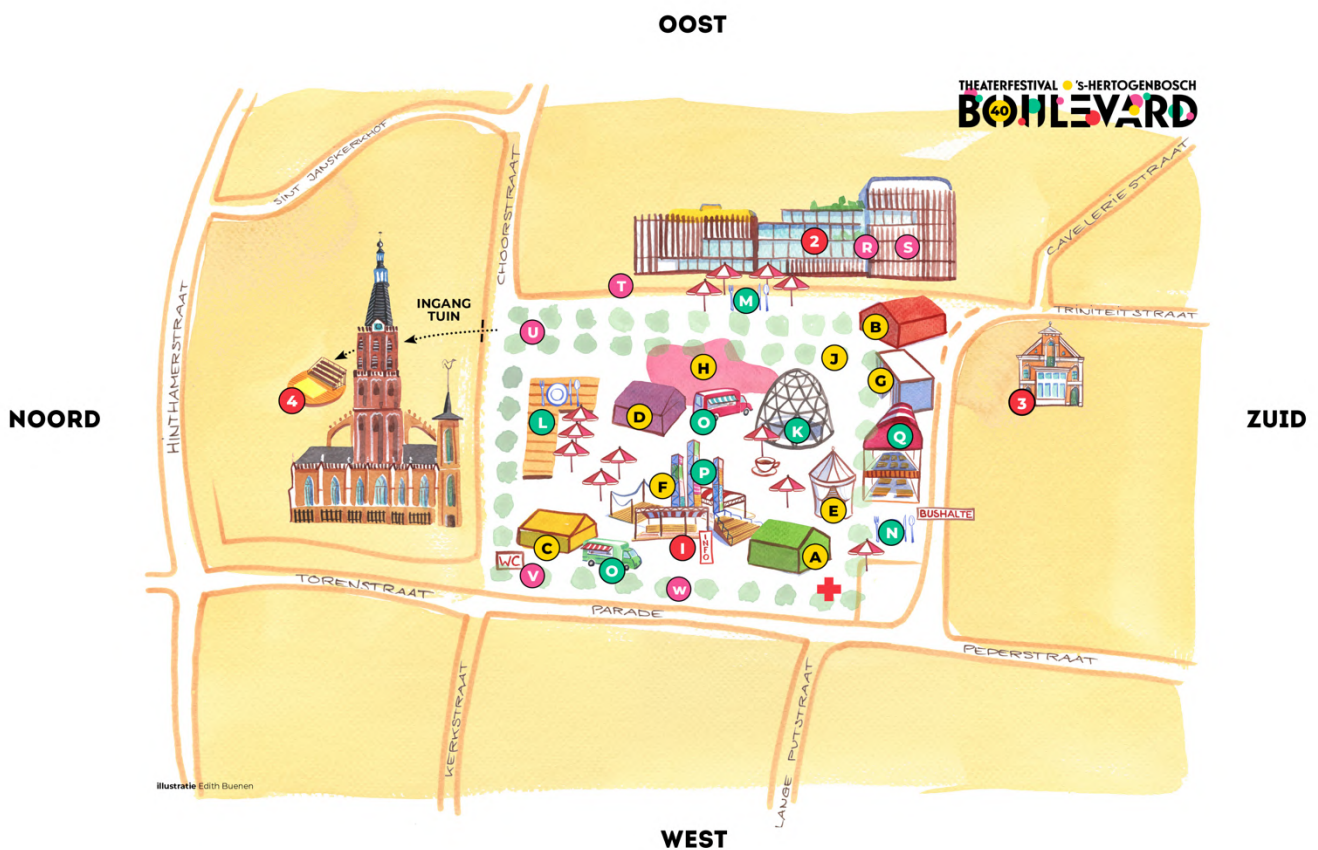 OOST
THEATERFESTIVAL 's-HERTOGENBOSCH
BOULEVARD
40
SINT JANSKERKHOF
CHOORSTRAAT
CAVELERIESTRAAT
HINTHAMERSTRAAT
2
R
S
T
M
INGANG
TUIN
U
B
TRINITEITSTRAAT
J
H
G
4
3
L
D
O
K
Q
NOORD
ZUID
P
F
E
BUSHALTE
N
C
I
INFO
A
WC
V
O
W
TORENSTRAAT
PARADE
PEPERSTRAAT
KERKSTRAAT
LANGE PUTSTRAAT
illustratie Edith Buenen
WEST